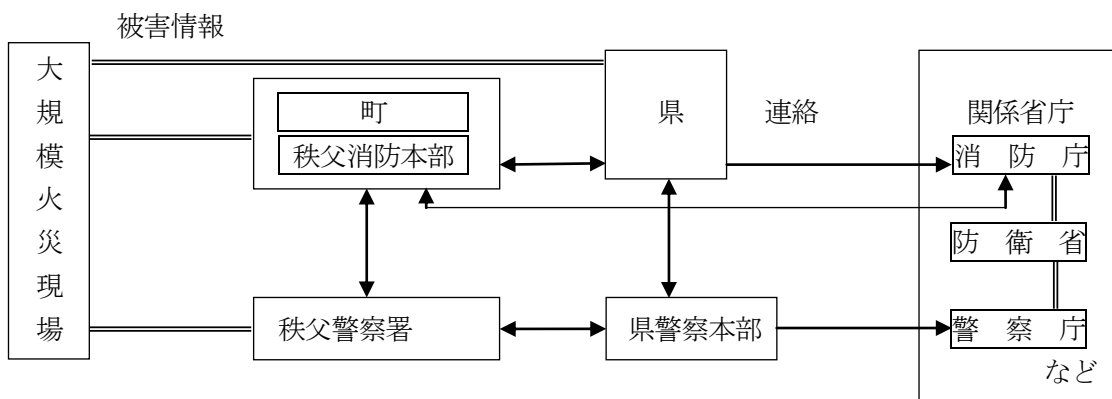 被害情報
大規模火災現場
町
秩父消防本部
県
連絡
関係省庁
消防庁
防衛省
秩父警察署
県警察本部
警察庁
など